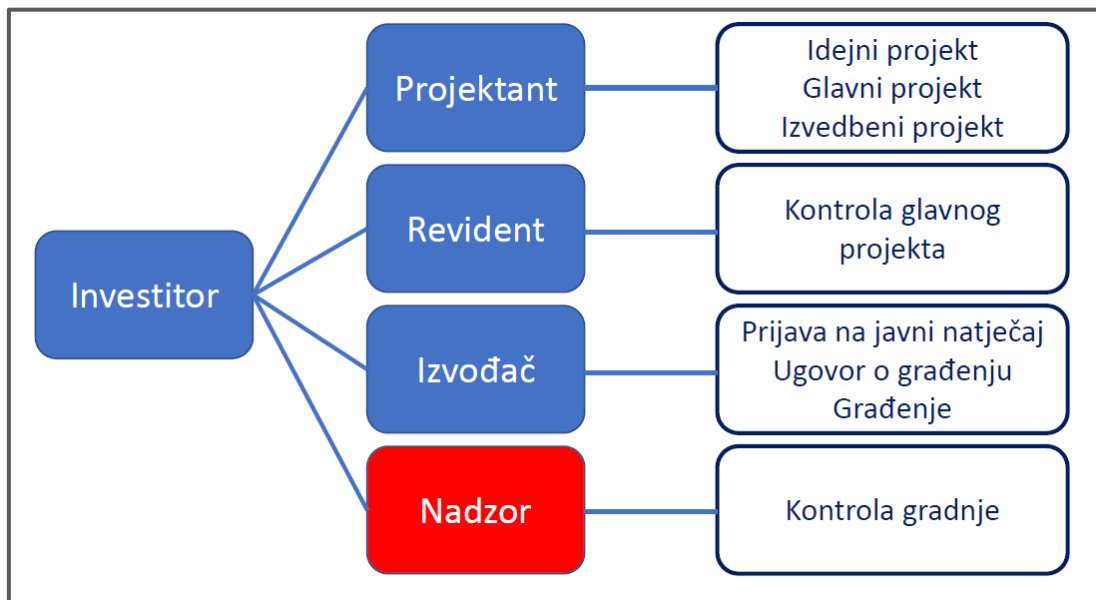 Investitor
Projektant
Idejni projekt
Glavni projekt
Izvedbeni projekt
Revident
Kontrola glavnog
projekta
Izvođač
Prijava na javni natječaj
Ugovor o građenju
Građenje
Nadzor
Kontrola gradnje